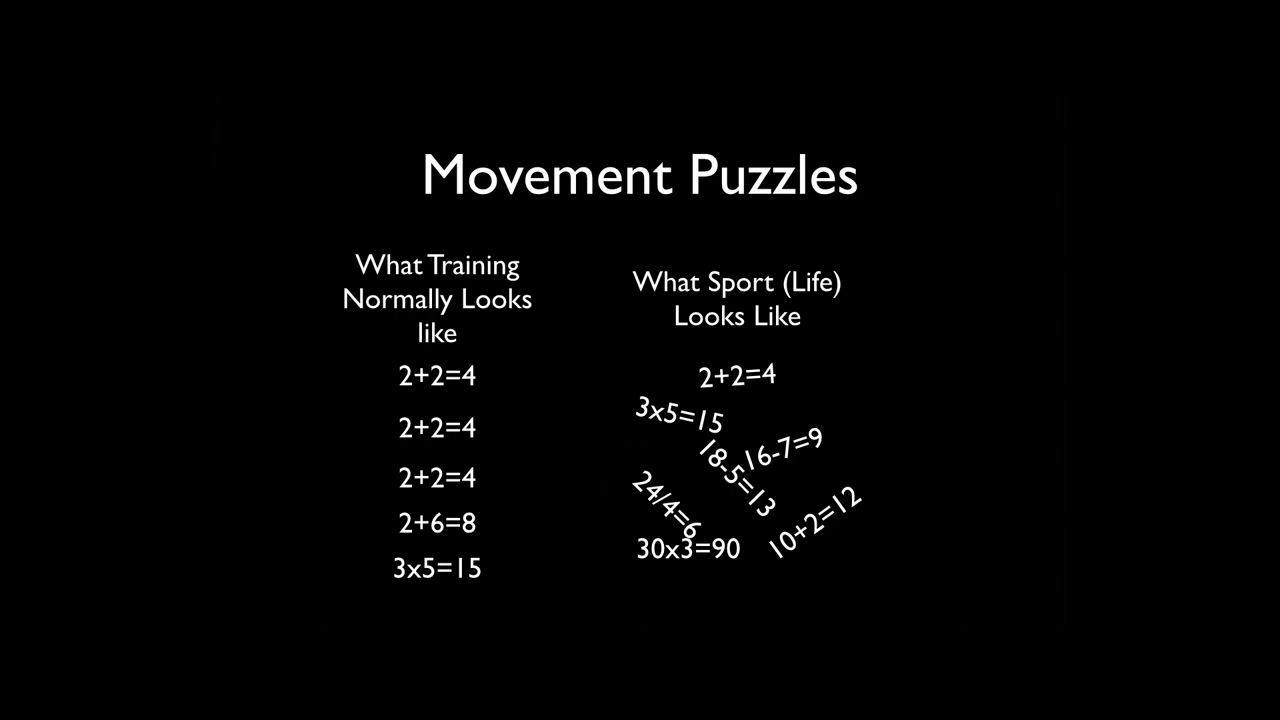 Movement Puzzles
What Training
Normally Looks
like
2+2=4
2+2=4
2+2=4
2+6=8
3x5=15
What Sport (Life)
Looks Like
2+2=4
3x5=15
16-7=9
18-5=13
24/4=6
10+2=12
30x3=90